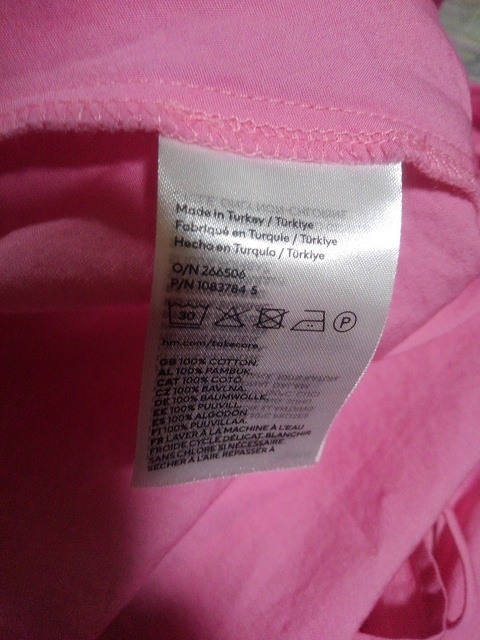 Made in Turkey / Türkiye
Fabriqué en Turquie / Türkiye
Hecho en Turquía / Türkiye
O/N 266506
P/N 1083784 5
30 P
hm.com/takecare
GB 100% COTTON,
AL 100% PAMBUK,
CAT 100% COTÓ,
CZ 100% BAVLNA,
DE 100% BAUMWOLLE,
EE 100% PUUVILL,
ES 100% ALGODÓN
FI 100% PUUVILLAA,
FR LAVER À LA MACHINE À L'EAU
FROIDE CYCLE DÉLICAT. BLANCHIR
SANS CHLORE SI NÉCESSAIRE
SÉCHER À L'AIR. REPASSER À